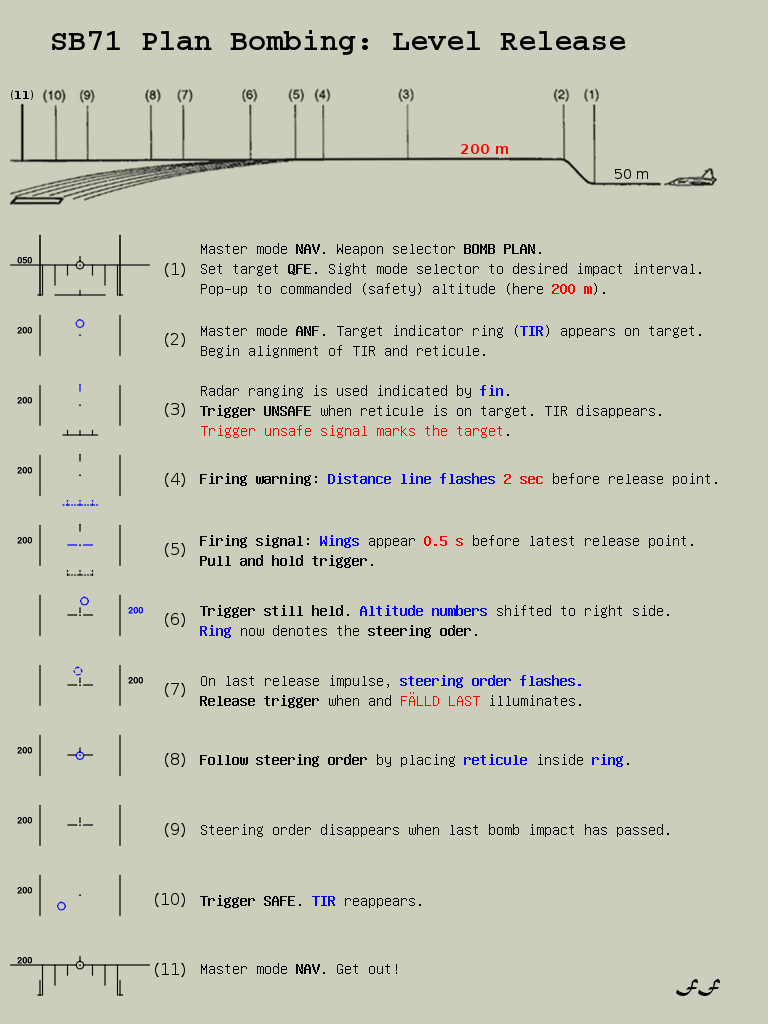 SB71 Plan Bombing: Level Release
(11) (10) (9) (8) (7) (6) (5) (4) (3) (2) (1)
200 m
50 m
050
(1)
Master mode NAV. Weapon selector BOMB PLAN.
Set target QFE. Sight mode selector to desired impact interval.
Pop-up to commanded (safety) altitude (here 200 m).
200
(2)
Master mode ANF. Target indicator ring (TIR) appears on target.
Begin alignment of TIR and reticule.
200
(3)
Radar ranging is used indicated by fin.
Trigger UNSAFE when reticule is on target. TIR disappears.
Trigger unsafe signal marks the target.
200
(4)
Firing warning: Distance line flashes 2 sec before release point.
200
(5)
Firing signal: Wings appear 0.5 s before latest release point.
Pull and hold trigger.
200
(6)
Trigger still held. Altitude numbers shifted to right side.
Ring now denotes the steering oder.
200
(7)
On last release impulse, steering order flashes.
Release trigger when and FÄLLD LAST illuminates.
200
(8)
Follow steering order by placing reticule inside ring.
200
(9)
Steering order disappears when last bomb impact has passed.
200
(10)
Trigger SAFE. TIR reappears.
200
(11)
Master mode NAV. Get out!